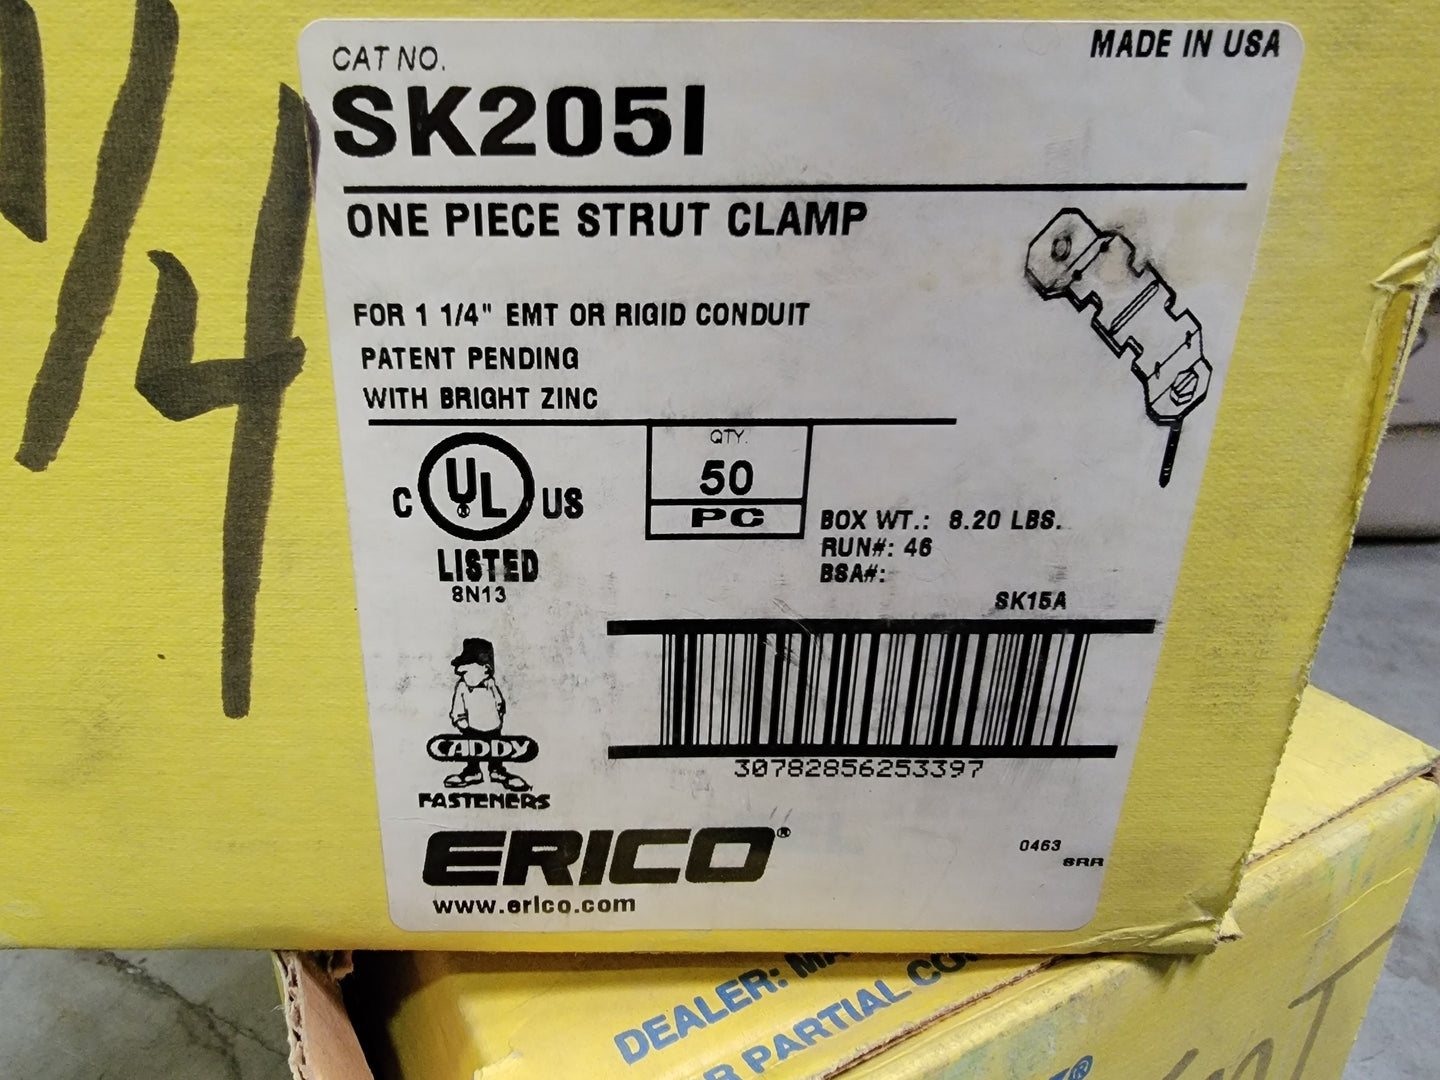 1/4
CAT NO.
MADE IN USA
SK205I
ONE PIECE STRUT CLAMP
FOR 1 1/4" EMT OR RIGID CONDUIT
PATENT PENDING
WITH BRIGHT ZINC
QTY.
50
PC
C UL ® US
LISTED
8N13
BOX WT.: 8.20 LBS.
RUN#: 46
BSA#:
SK15A
30782856253397
CADDY
FASTENERS
ERICO®
www.erico.com
0463
SRR
DEALER:
PARTIAL
®